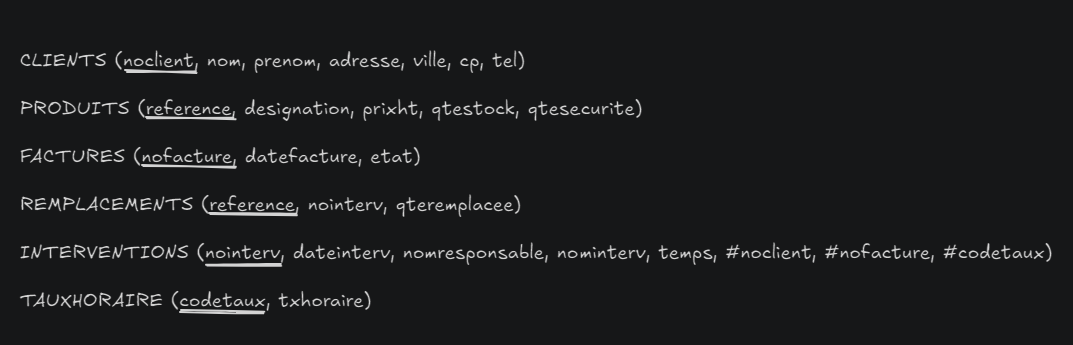 CLIENTS (noclient, nom, prenom, adresse, ville, cp, tel)
PRODUITS (reference, designation, prixht, qtestock, qtesecurite)
FACTURES (nofacture, datefacture, etat)
REMPLACEMENTS (reference, nointerv, qteremplacee)
INTERVENTIONS (nointerv, dateinterv, nomresponsable, nominterv, temps, #noclient, #nofacture, #codetaux)
TAUXHORAIRE (codetaux, txhoraire)